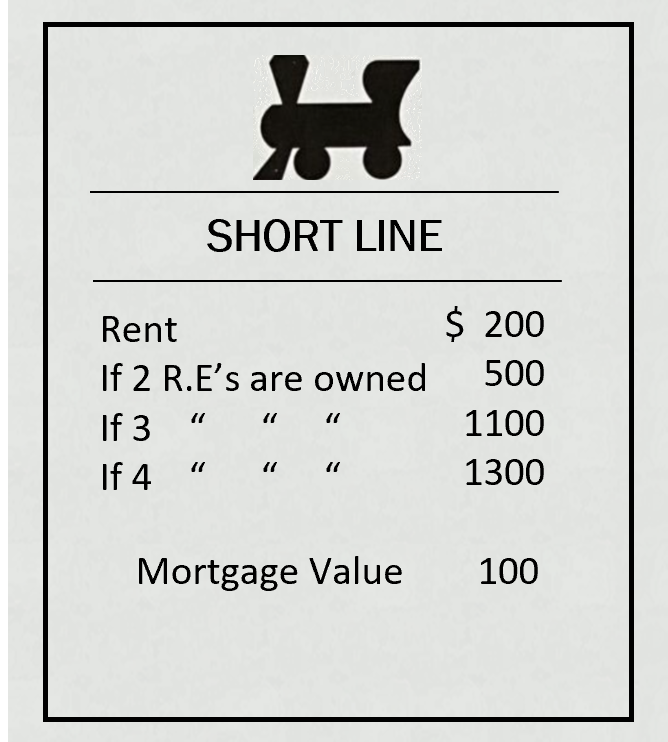 SHORT LINE
Rent $ 200
If 2 R.E’s are owned 500
If 3 “ “ “ 1100
If 4 “ “ “ 1300
Mortgage Value 100